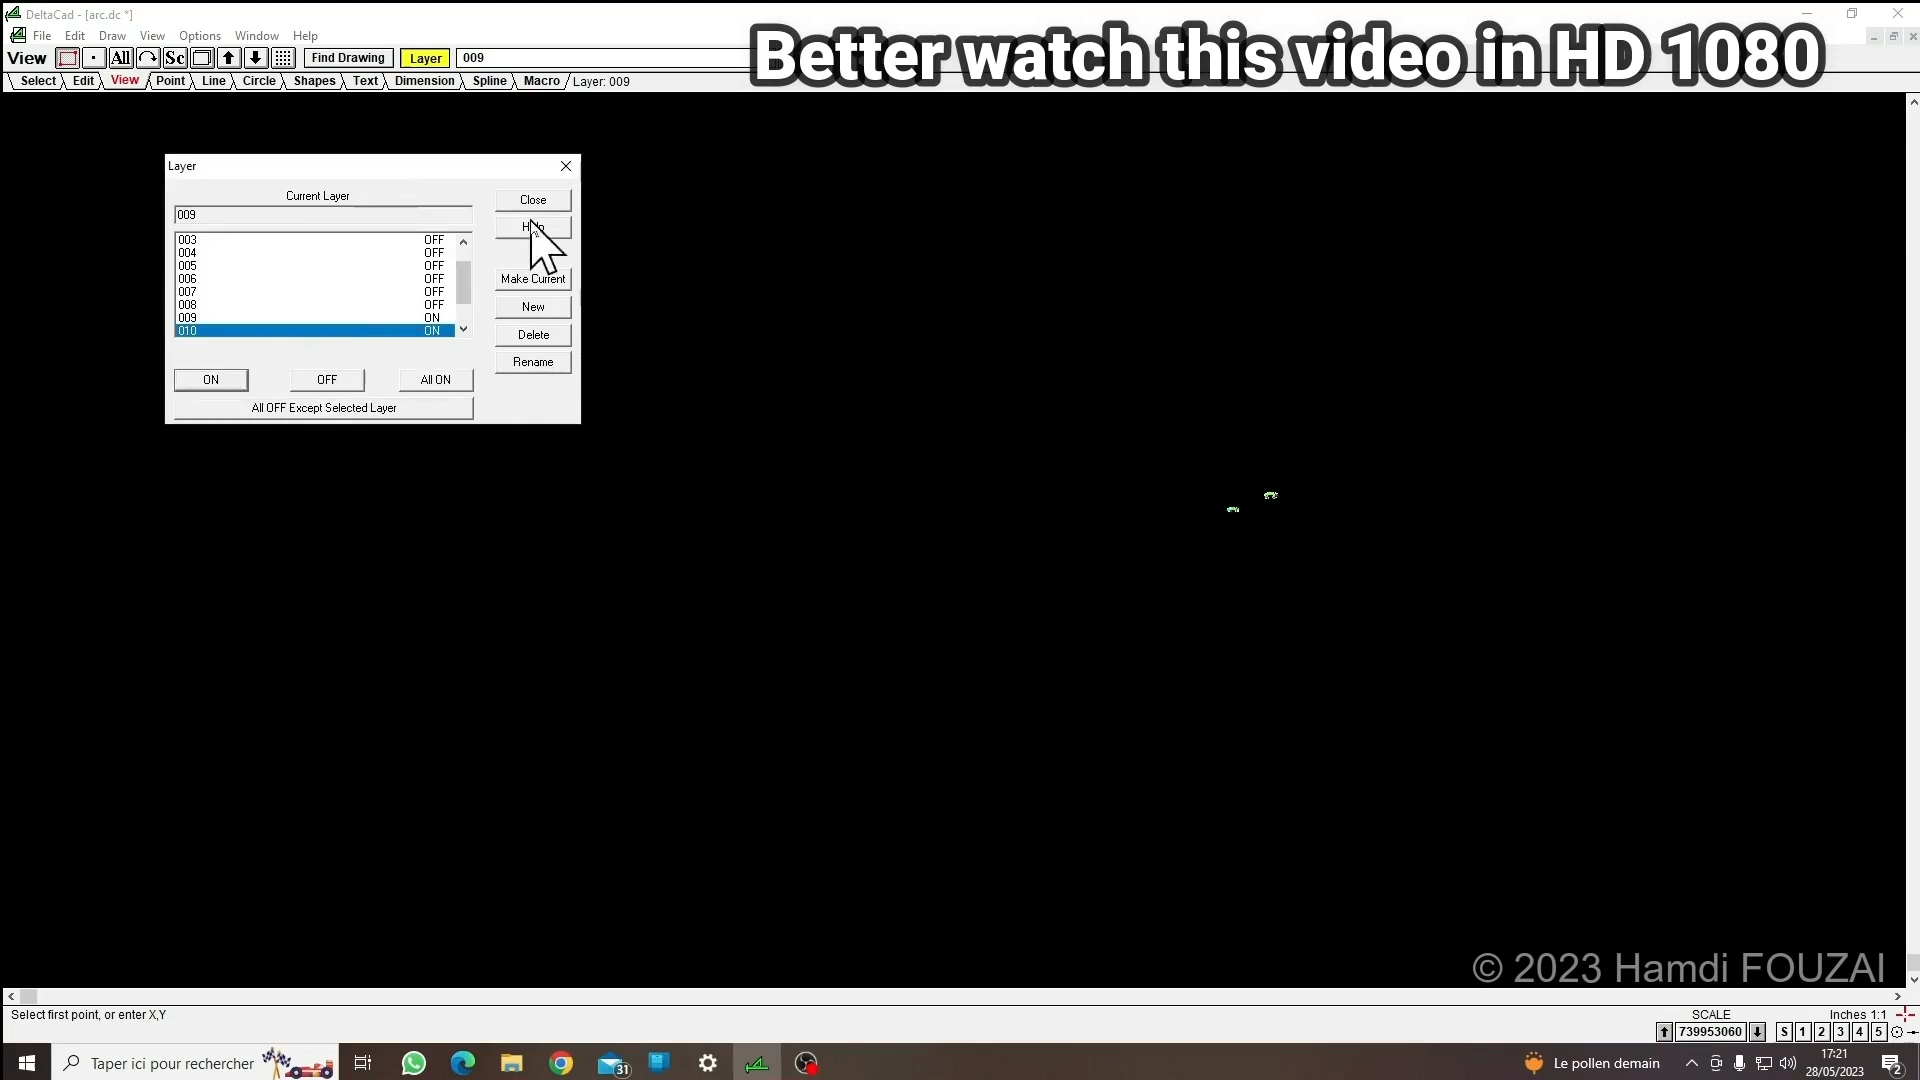 DeltaCad - [arc.dc *]
Better watch this video in HD 1080
File Edit Draw View Options Window Help
View All Sc Find Drawing Layer 009
Select Edit View Point Line Circle Shapes Text Dimension Spline Macro Layer: 009
Layer
Current Layer
Close
009
Help
003 OFF
004 OFF
005 OFF
006 OFF
007 OFF
008 OFF
009 ON
010 ON
Make Current
New
Delete
Rename
ON OFF All ON
All OFF Except Selected Layer
© 2023 Hamdi FOUZAI
Select first point, or enter X,Y
SCALE Inches 1:1
739953060 S 1 2 3 4 5
Taper ici pour rechercher
31
Le pollen demain
17:21
28/05/2023
2